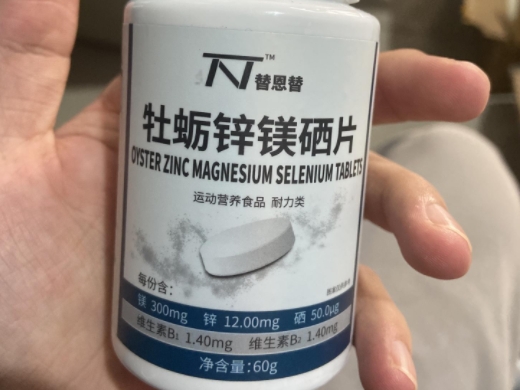 TNT™
替恩替
牡蛎锌镁硒片
OYSTER ZINC MAGNESIUM SELENIUM TABLETS
运动营养食品 耐力类
每份含：
镁 300mg 锌 12.00mg 硒 50.0μg
维生素B₁ 1.40mg 维生素B₂ 1.40mg
净含量：60g